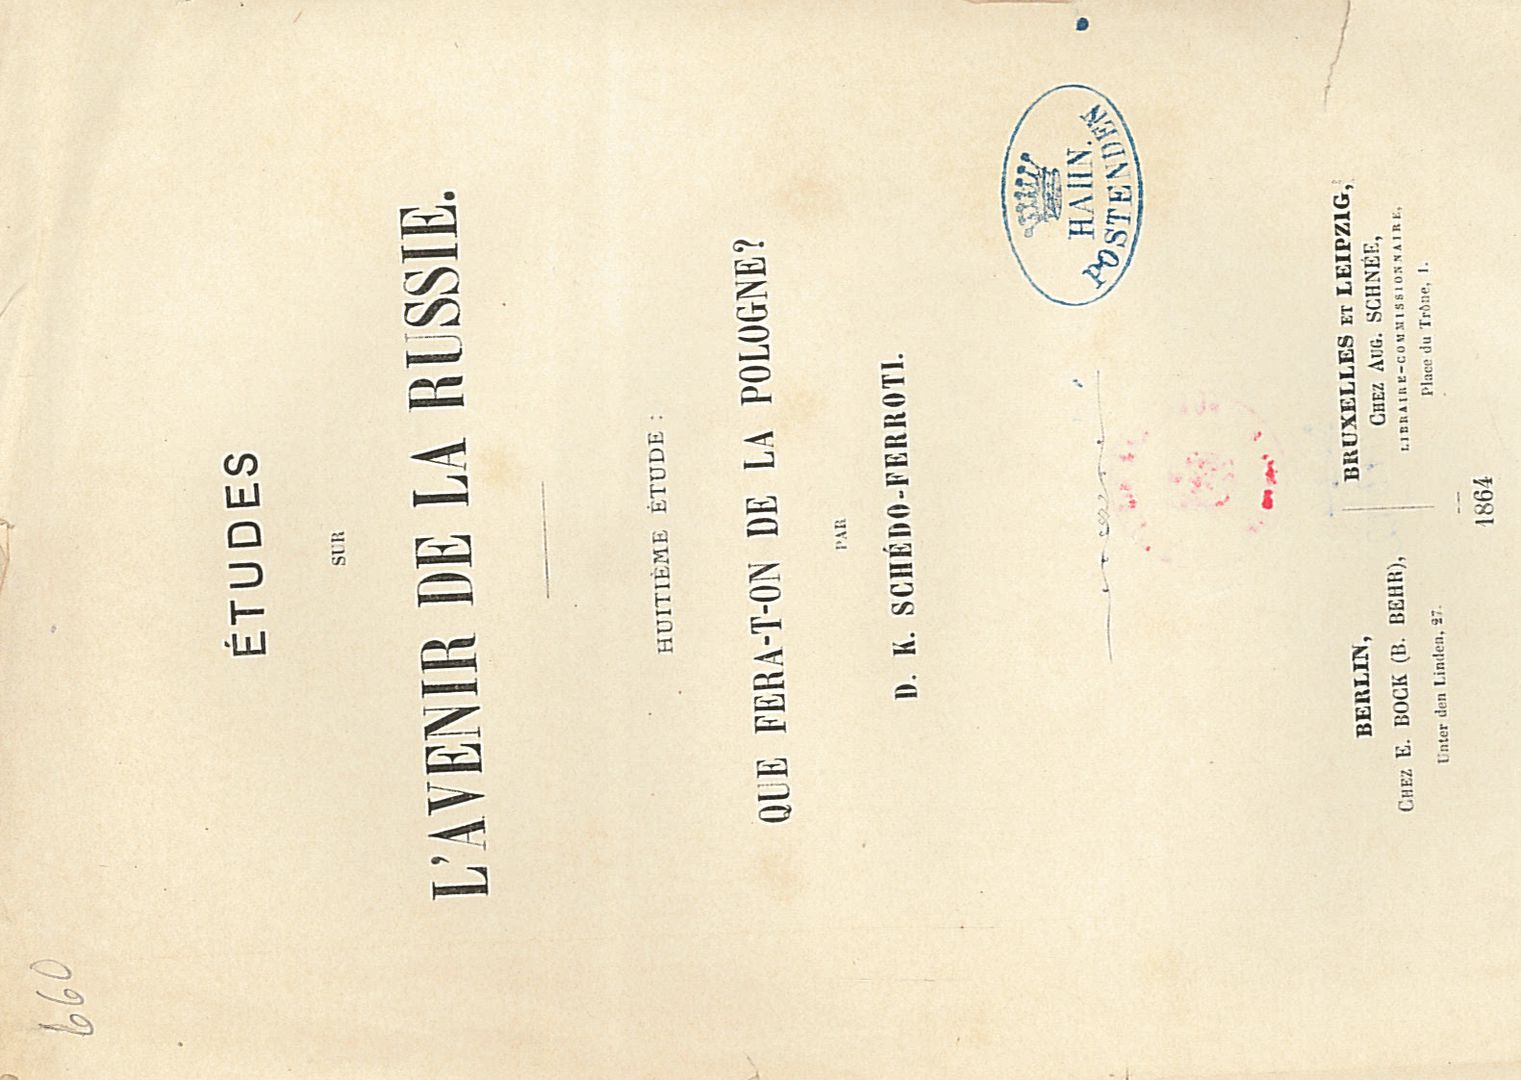 660
ÉTUDES
SUR
L'AVENIR DE LA RUSSIE.
HUITIÈME ÉTUDE:
QUE FERA-T-ON DE LA POLOGNE?
PAR
D. K. SCHÉDO-FERROTI.
HAHN.
POSTENDEN
BERLIN,
CHEZ E. BOCK (B. BEHR),
Unter den Linden, 27.
BRUXELLES ET LEIPZIG,
CHEZ AUG. SCHNÉE,
LIBRAIRE-COMMISSIONNAIRE,
Place du Trône, 1.
1864